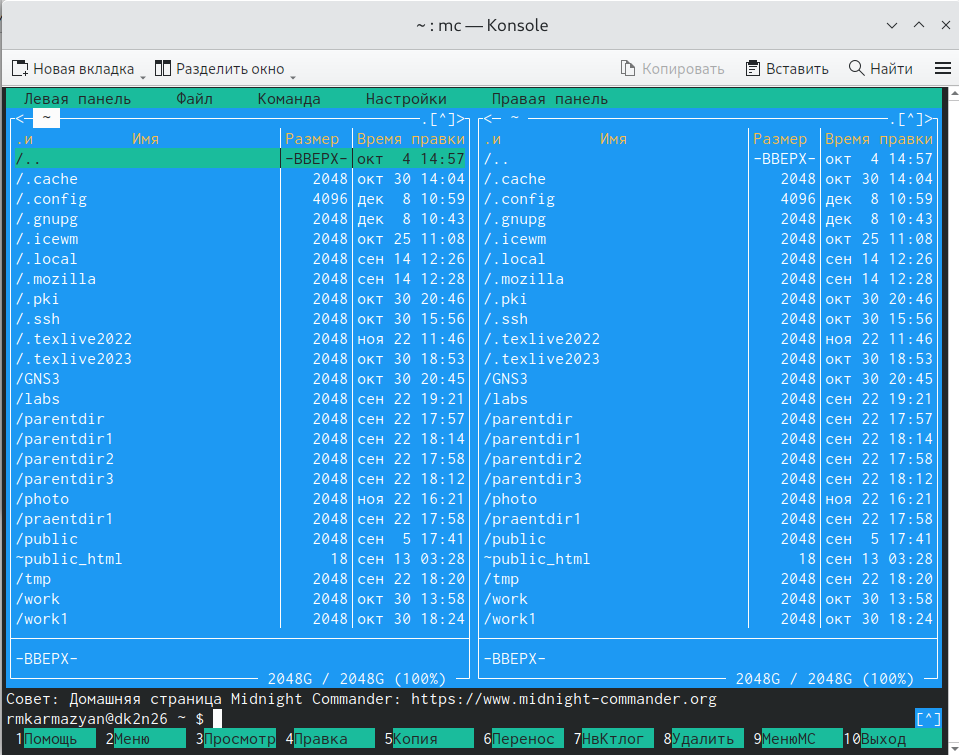 ~ : mc — Konsole
Новая вкладка Разделить окно Копировать Вставить Найти
Левая панель Файл Команда Настройки Правая панель
<─ ~ ─.[^]> <─ ~ ─.[^]>
.и Имя Размер Время правки .и Имя Размер Время правки
/.. -ВВЕРХ- окт 4 14:57 /.. -ВВЕРХ- окт 4 14:57
/.cache 2048 окт 30 14:04 /.cache 2048 окт 30 14:04
/.config 4096 дек 8 10:59 /.config 4096 дек 8 10:59
/.gnupg 2048 дек 8 10:43 /.gnupg 2048 дек 8 10:43
/.icewm 2048 окт 25 11:08 /.icewm 2048 окт 25 11:08
/.local 2048 сен 14 12:26 /.local 2048 сен 14 12:26
/.mozilla 2048 сен 14 12:28 /.mozilla 2048 сен 14 12:28
/.pki 2048 окт 30 20:46 /.pki 2048 окт 30 20:46
/.ssh 2048 окт 30 15:56 /.ssh 2048 окт 30 15:56
/.texlive2022 2048 ноя 22 11:46 /.texlive2022 2048 ноя 22 11:46
/.texlive2023 2048 окт 30 18:53 /.texlive2023 2048 окт 30 18:53
/GNS3 2048 окт 30 20:45 /GNS3 2048 окт 30 20:45
/labs 2048 сен 22 19:21 /labs 2048 сен 22 19:21
/parentdir 2048 сен 22 17:57 /parentdir 2048 сен 22 17:57
/parentdir1 2048 сен 22 18:14 /parentdir1 2048 сен 22 18:14
/parentdir2 2048 сен 22 17:58 /parentdir2 2048 сен 22 17:58
/parentdir3 2048 сен 22 18:12 /parentdir3 2048 сен 22 18:12
/photo 2048 ноя 22 16:21 /photo 2048 ноя 22 16:21
/praentdir1 2048 сен 22 17:58 /praentdir1 2048 сен 22 17:58
/public 2048 сен 5 17:41 /public 2048 сен 5 17:41
~public_html 18 сен 13 03:28 ~public_html 18 сен 13 03:28
/tmp 2048 сен 22 18:20 /tmp 2048 сен 22 18:20
/work 2048 окт 30 13:58 /work 2048 окт 30 13:58
/work1 2048 окт 30 18:24 /work1 2048 окт 30 18:24
-ВВЕРХ- -ВВЕРХ-
2048G / 2048G (100%) 2048G / 2048G (100%)
Совет: Домашняя страница Midnight Commander: https://www.midnight-commander.org
rmkarmazyan@dk2n26 ~ $ [^]
1Помощь 2Меню 3Просмотр 4Правка 5Копия 6Перенос 7НвКтлог 8Удалить 9МенюМС 10Выход